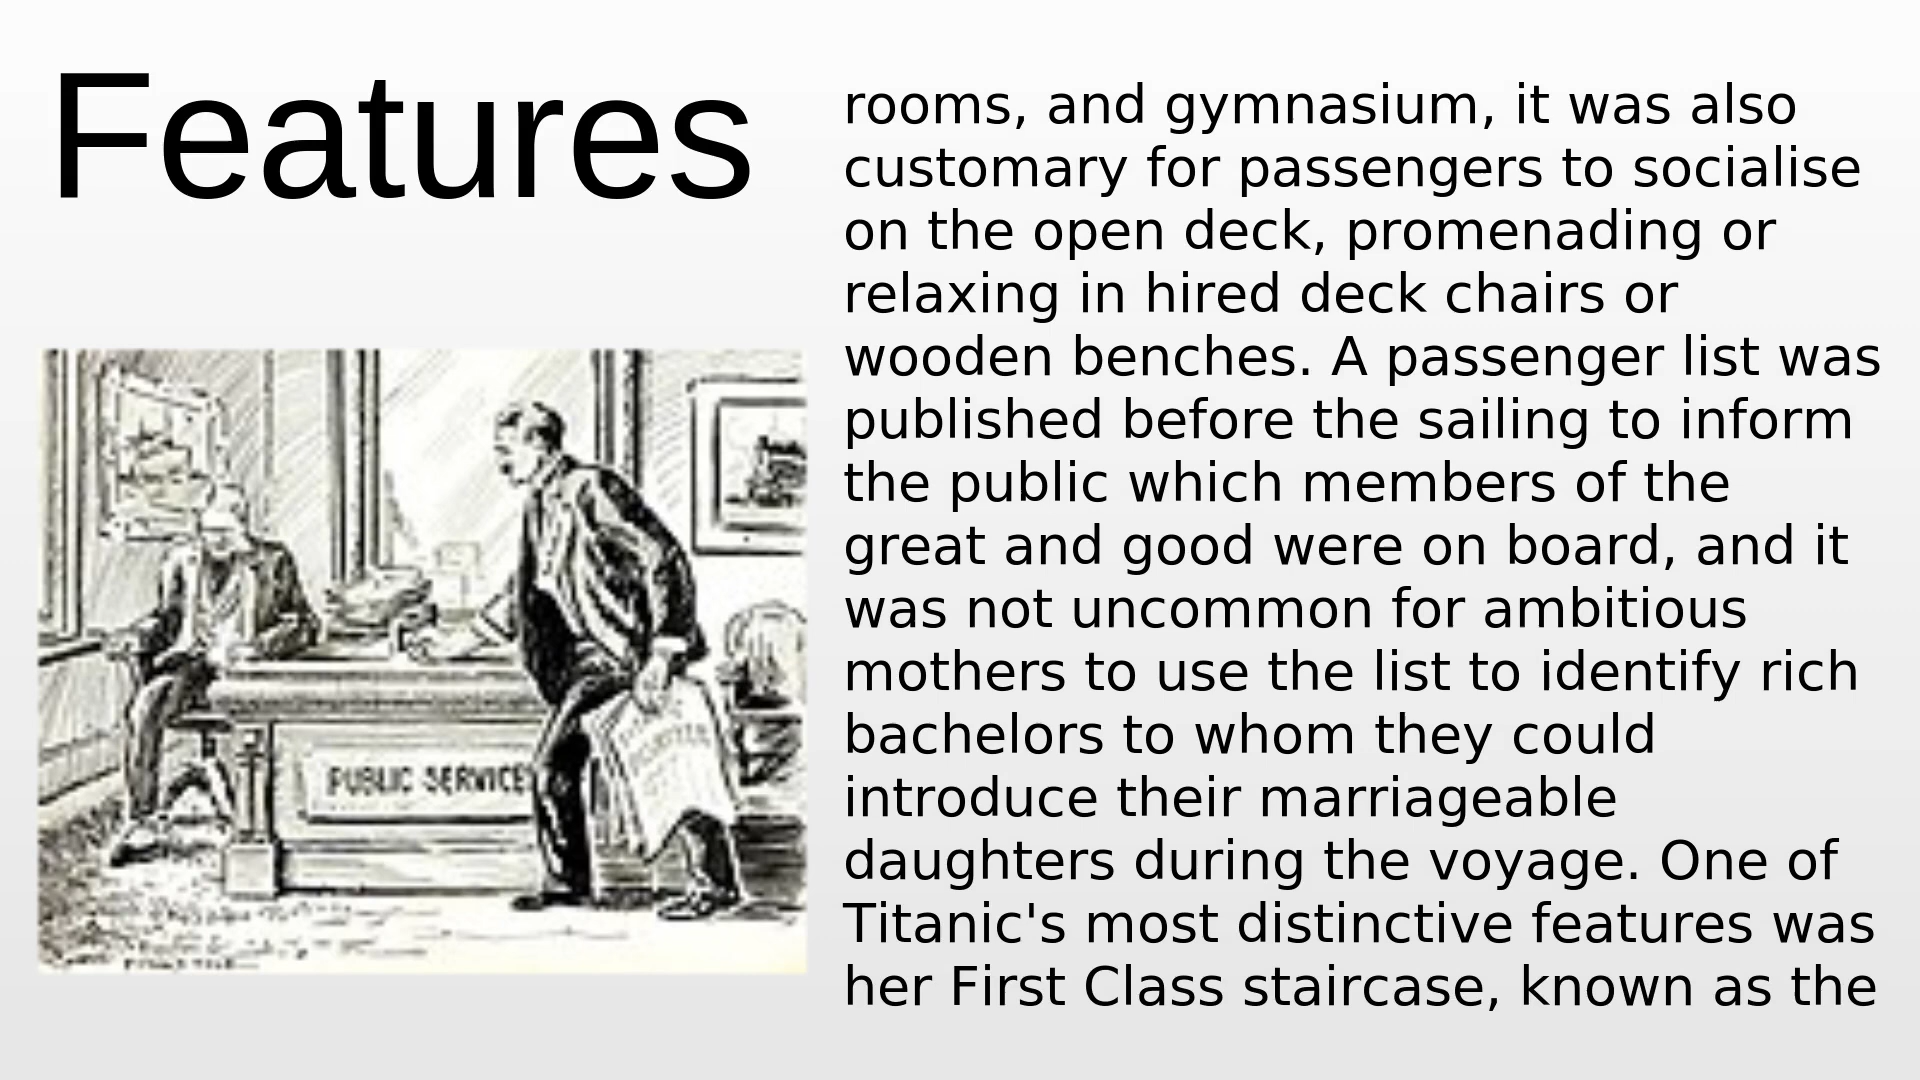 Features
rooms, and gymnasium, it was also
customary for passengers to socialise
on the open deck, promenading or
relaxing in hired deck chairs or
wooden benches. A passenger list was
published before the sailing to inform
the public which members of the
great and good were on board, and it
was not uncommon for ambitious
mothers to use the list to identify rich
bachelors to whom they could
introduce their marriageable
daughters during the voyage. One of
Titanic's most distinctive features was
her First Class staircase, known as the
PUBLIC SERVICE